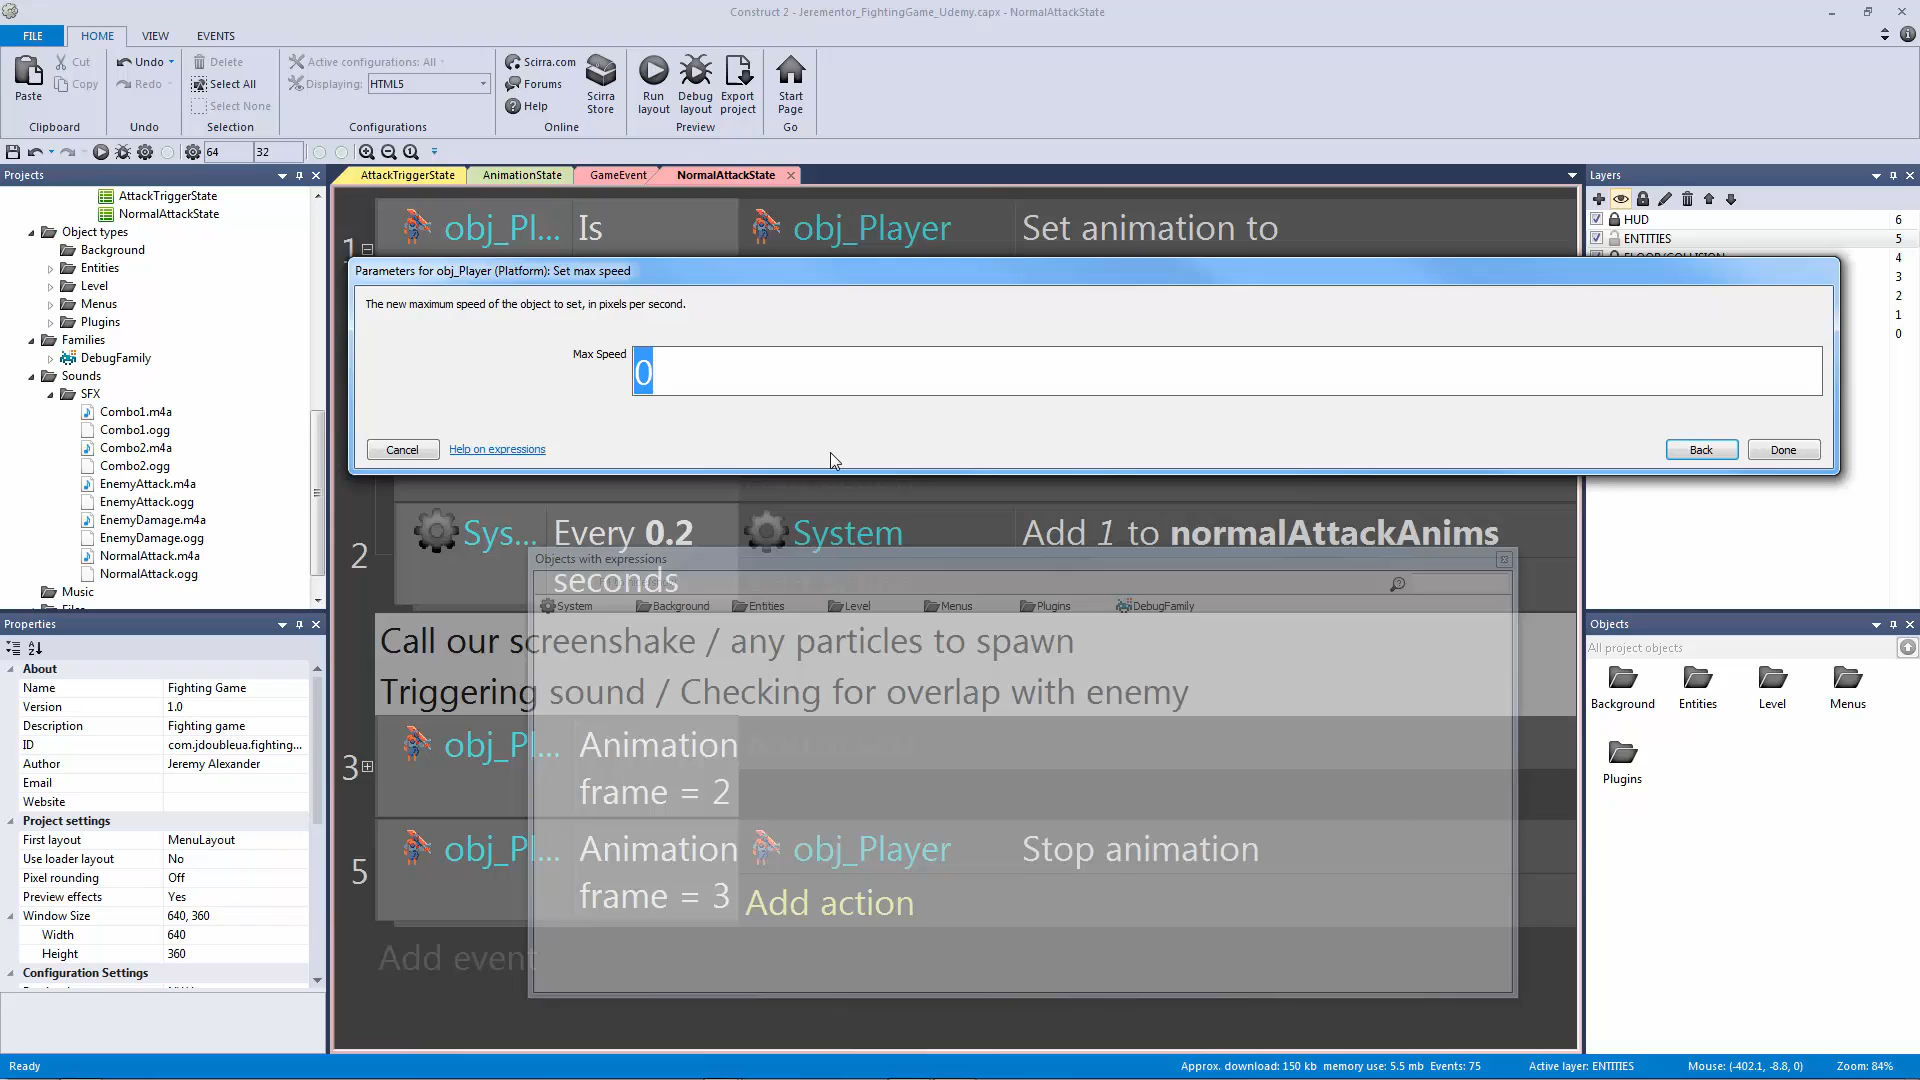 Construct 2 - Jerementor_FightingGame_Udemy.capx - NormalAttackState
FILE HOME VIEW EVENTS
Paste Cut Copy Clipboard
Undo Redo Undo
Delete Select All Select None Selection
Active configurations: All
Displaying: HTML5
Configurations
Scirra.com Forums Help Scirra Store Online
Run layout Debug layout Export project Preview
Start Page Go
64 32
Projects
AttackTriggerState AnimationState GameEvent NormalAttackState
Layers
AttackTriggerState
NormalAttackState
Object types
Background
Entities
Level
Menus
Plugins
Families
DebugFamily
Sounds
SFX
Combo1.m4a
Combo1.ogg
Combo2.m4a
Combo2.ogg
EnemyAttack.m4a
EnemyAttack.ogg
EnemyDamage.m4a
EnemyDamage.ogg
NormalAttack.m4a
NormalAttack.ogg
Music
1 obj_Pl... Is obj_Player Set animation to
Parameters for obj_Player (Platform): Set max speed
The new maximum speed of the object to set, in pixels per second.
Max Speed 0
Cancel Help on expressions Back Done
2 Sys... Every 0.2 seconds System Add 1 to normalAttackAnims
Objects with expressions
System Background Entities Level Menus Plugins DebugFamily
Call our screenshake / any particles to spawn
Triggering sound / Checking for overlap with enemy
3 obj_Pl... Animation frame = 2
5 obj_Pl... Animation frame = 3 obj_Player Stop animation
Add action
Add event
HUD 6
ENTITIES 5
FLOOR/COLLISION 4
3
2
1
0
Properties
About
Name Fighting Game
Version 1.0
Description Fighting game
ID com.jdoubleua.fighting...
Author Jeremy Alexander
Email
Website
Project settings
First layout MenuLayout
Use loader layout No
Pixel rounding Off
Preview effects Yes
Window Size 640, 360
Width 640
Height 360
Configuration Settings
Objects
All project objects
Background Entities Level Menus
Plugins
Ready
Approx. download: 150 kb memory use: 5.5 mb Events: 75 Active layer: ENTITIES Mouse: (-402.1, -8.8, 0) Zoom: 84%